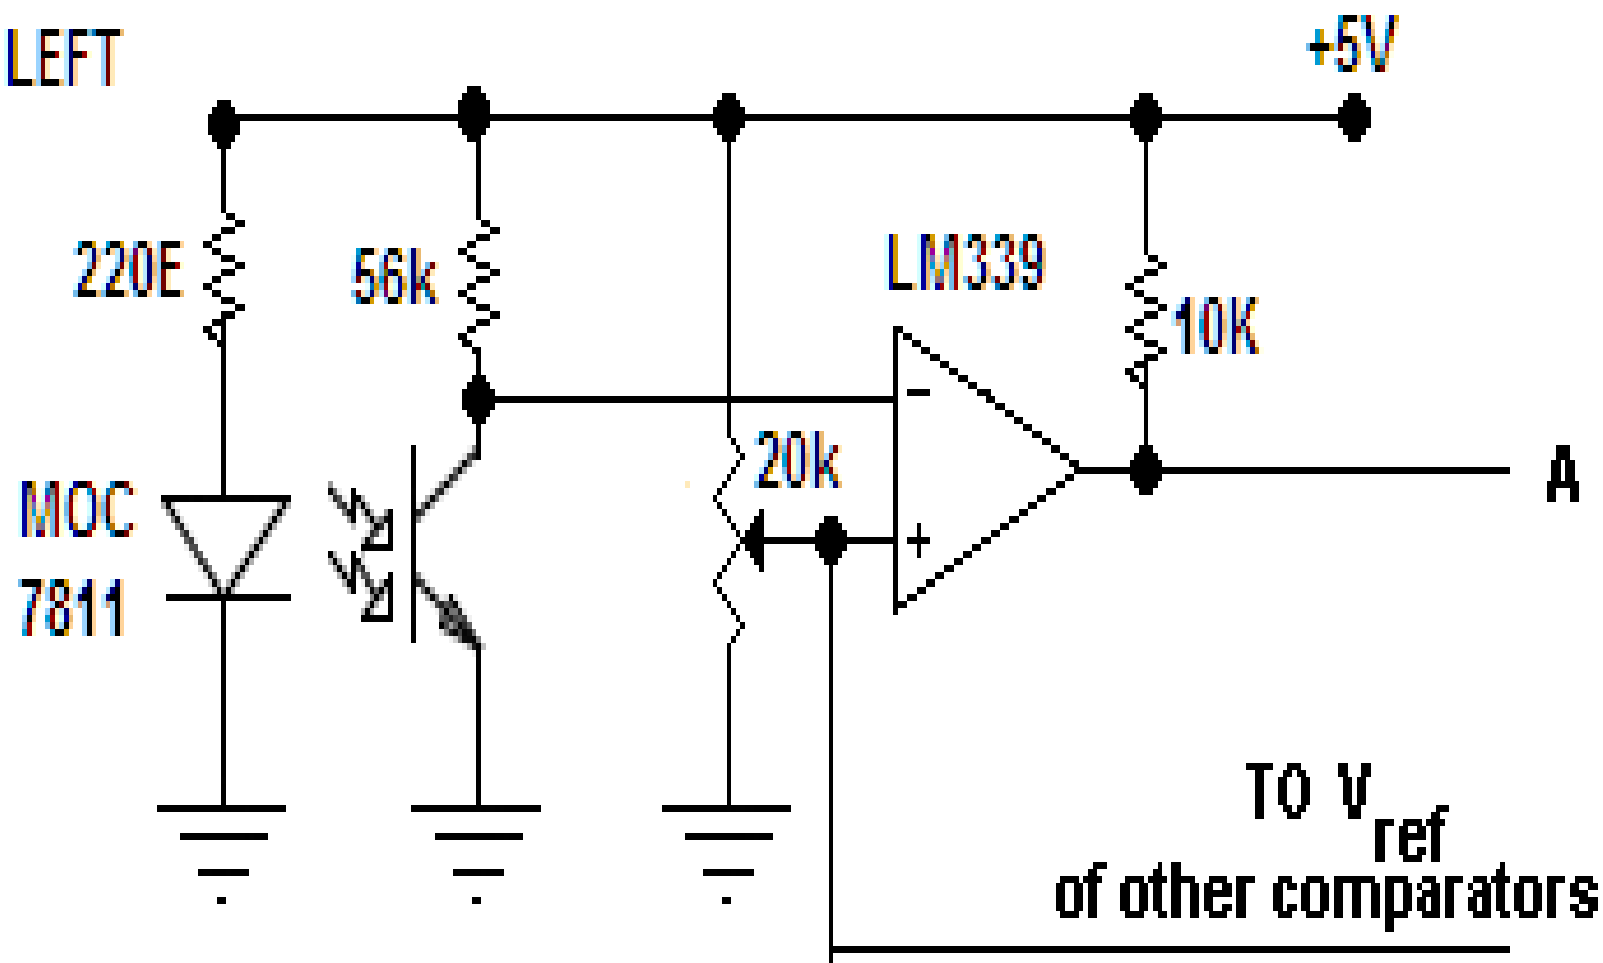 LEFT
+5V
220E
56k
LM339
10K
-
20k
MOC
7811
+
A
TO Vref
of other comparators